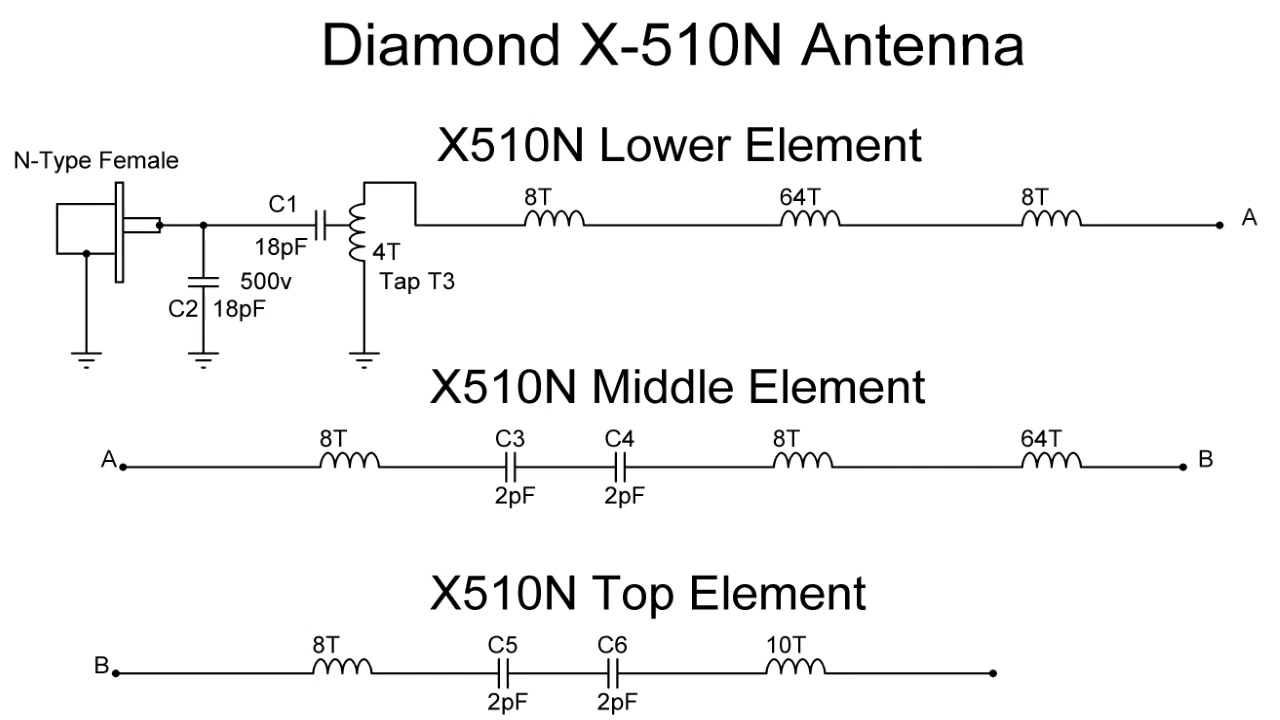 Diamond X-510N Antenna
X510N Lower Element
N-Type Female
8T
64T
8T
C1
A
18pF
4T
500v
Tap T3
C2
18pF
X510N Middle Element
8T
C3
C4
8T
64T
A
B
2pF
2pF
X510N Top Element
8T
C5
C6
10T
B
2pF
2pF